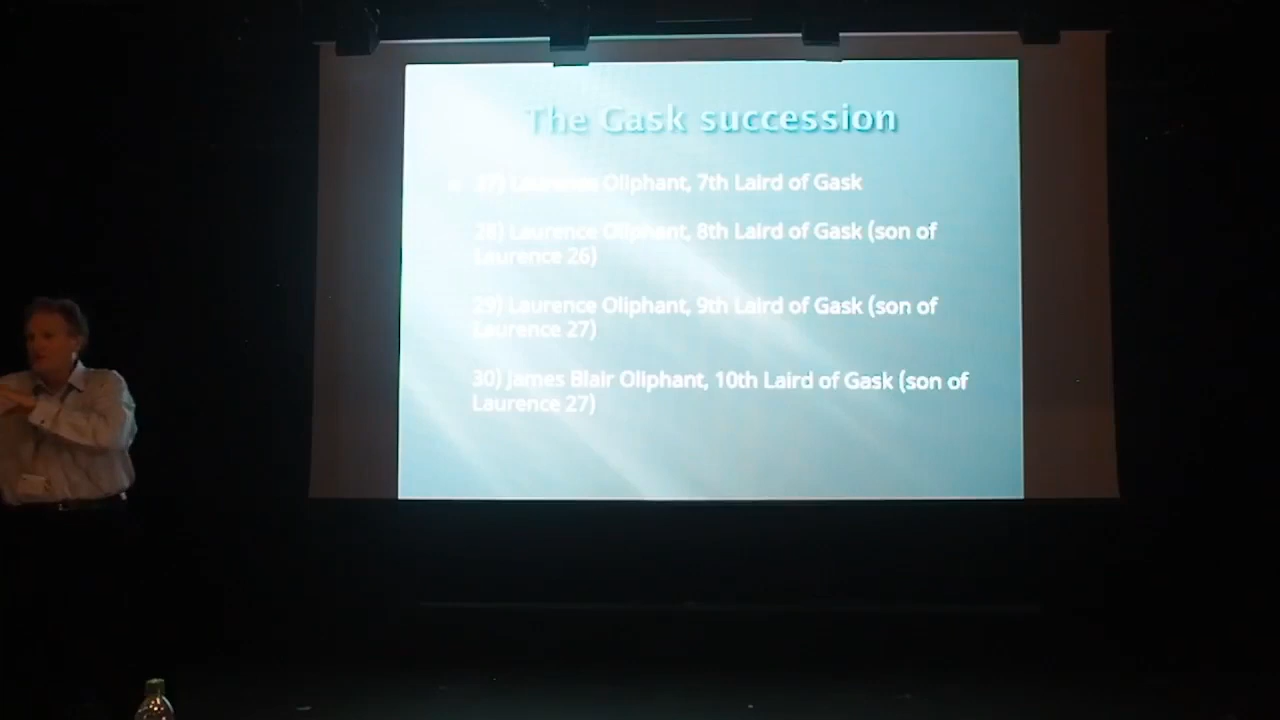 The Gask succession
27) Laurence Oliphant, 7th Laird of Gask
28) Laurence Oliphant, 8th Laird of Gask (son of
Laurence 26)
29) Laurence Oliphant, 9th Laird of Gask (son of
Laurence 27)
30) James Blair Oliphant, 10th Laird of Gask (son of
Laurence 27)